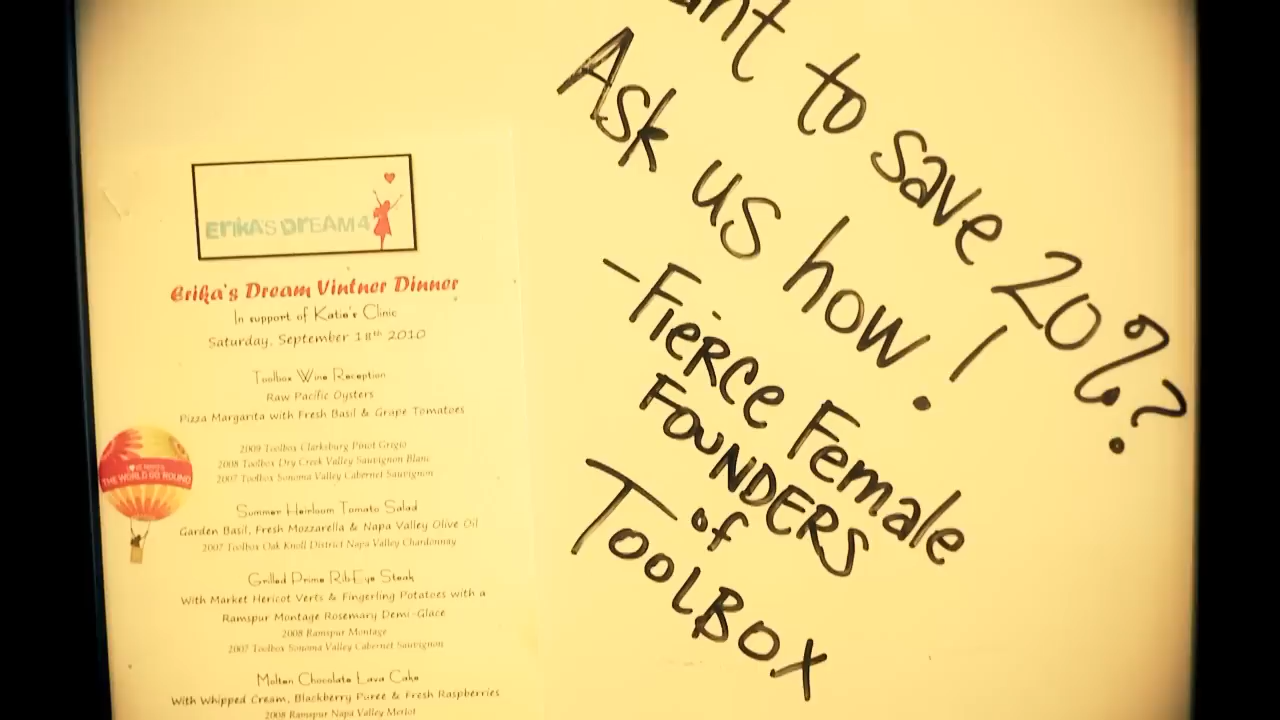 ERIKA'S DREAM4
Erika's Dream Vintner Dinner
In support of Katie's Clinic
Saturday, September 18th 2010
Toolbox Wine Reception
Raw Pacific Oysters
Pizza Margarita with Fresh Basil & Grape Tomatoes
2009 Toolbox Clarksburg Pinot Grigio
2008 Toolbox Dry Creek Valley Sauvignon Blanc
2007 Toolbox Sonoma Valley Cabernet Sauvignon
Summer Heirloom Tomato Salad
Garden Basil, Fresh Mozzarella & Napa Valley Olive Oil
2007 Toolbox Oak Knoll District Napa Valley Chardonnay
Grilled Prime Rib-Eye Steak
With Market Hericot Verts & Fingerling Potatoes with a
Ramspur Montage Rosemary Demi-Glace
2008 Ramspur Montage
2007 Toolbox Sonoma Valley Cabernet Sauvignon
Molten Chocolate Lava Cake
With Whipped Cream, Blackberry Puree & Fresh Raspberries
2008 Ramspur Napa Valley Merlot
THE WORLD GO 'ROUND
to save 20%?
Ask us how!
-FIERCE Female
FOUNDERS
of
TOOLBOX